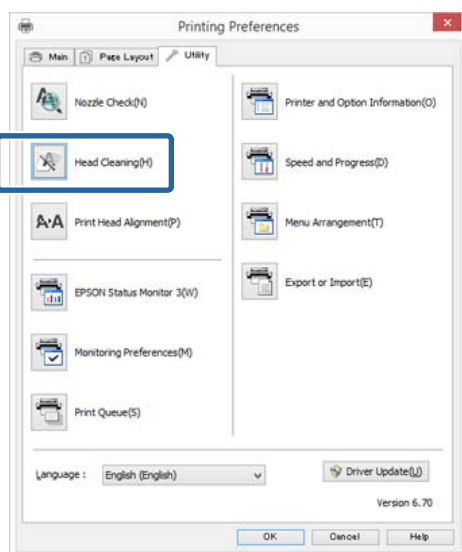 Printing Preferences
Main
Page Layout
Utility
Nozzle Check(N)
Head Cleaning(H)
A·A Print Head Alignment(P)
EPSON Status Monitor 3(W)
Monitoring Preferences(M)
Print Queue(S)
Printer and Option Information(O)
Speed and Progress(D)
Menu Arrangement(T)
Export or Import(E)
Language : English (English)
Driver Update(U)
Version 6.70
OK Cancel Help